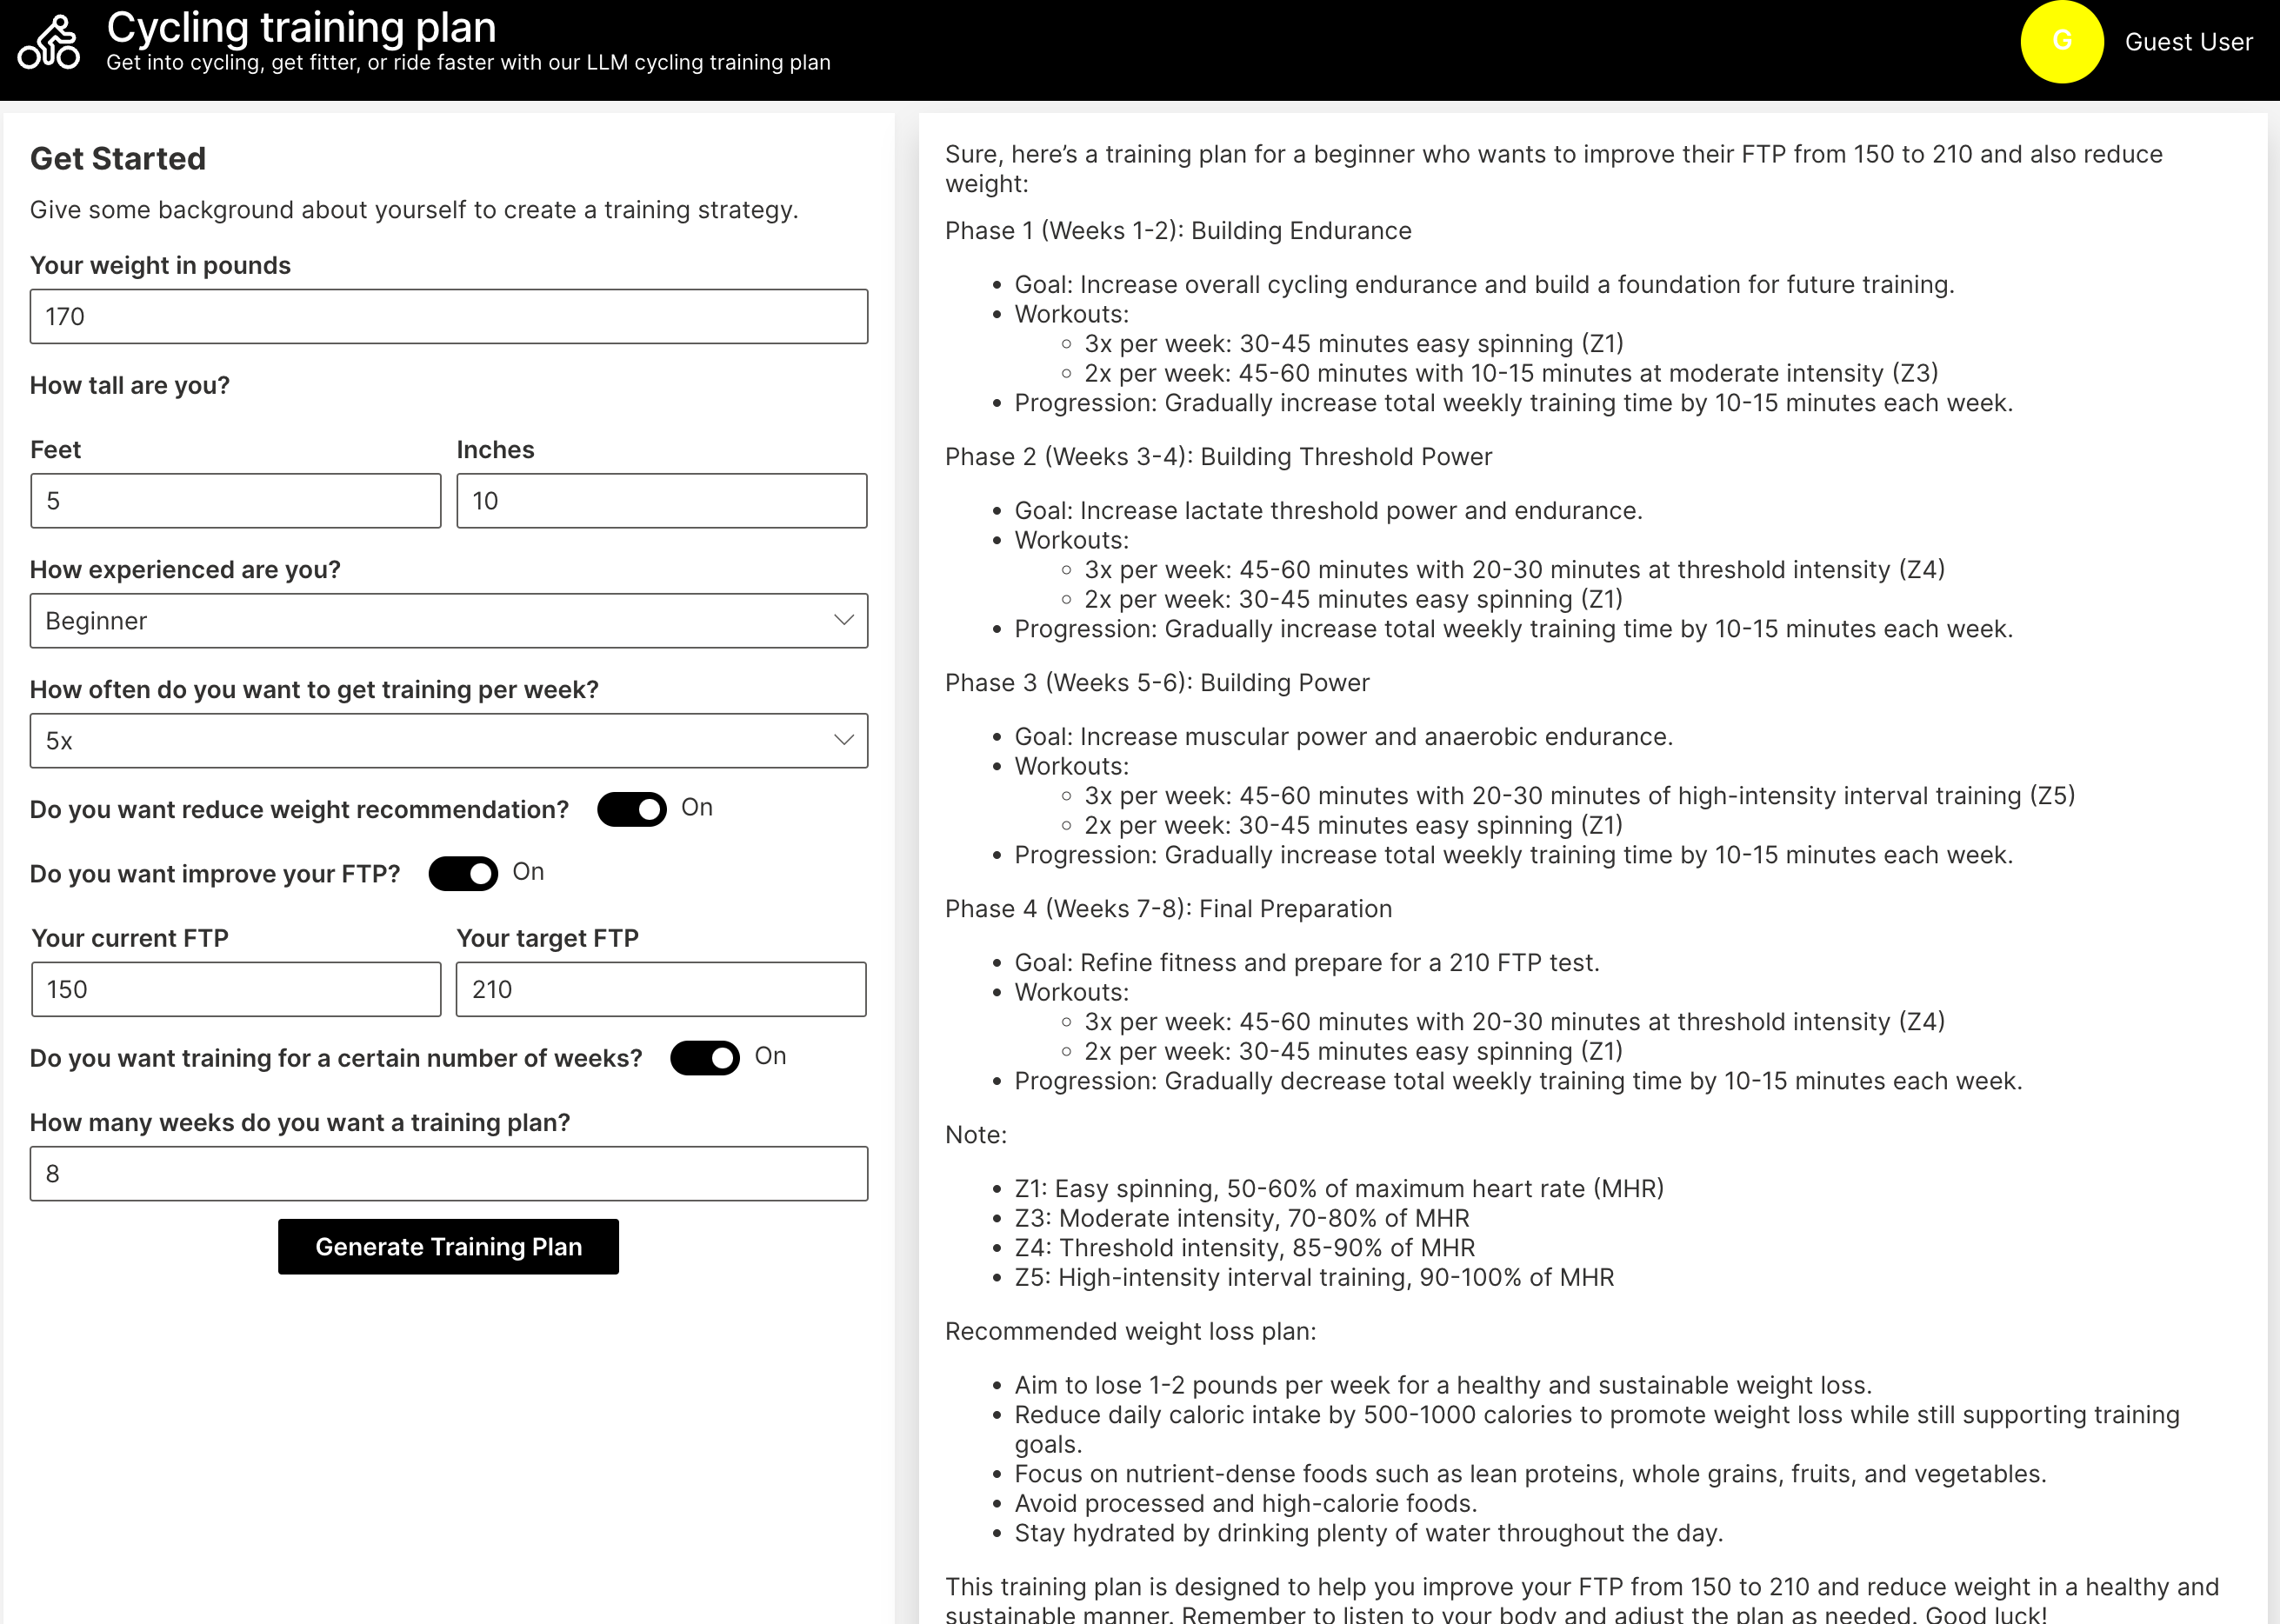 Cycling training plan
Get into cycling, get fitter, or ride faster with our LLM cycling training plan
G
Guest User
Get Started
Give some background about yourself to create a training strategy.
Your weight in pounds
170
How tall are you?
Feet
Inches
5
10
How experienced are you?
Beginner
How often do you want to get training per week?
5x
Do you want reduce weight recommendation?
On
Do you want improve your FTP?
On
Your current FTP
Your target FTP
150
210
Do you want training for a certain number of weeks?
On
How many weeks do you want a training plan?
8
Generate Training Plan
Sure, here’s a training plan for a beginner who wants to improve their FTP from 150 to 210 and also reduce
weight:
Phase 1 (Weeks 1-2): Building Endurance
• Goal: Increase overall cycling endurance and build a foundation for future training.
• Workouts:
◦ 3x per week: 30-45 minutes easy spinning (Z1)
◦ 2x per week: 45-60 minutes with 10-15 minutes at moderate intensity (Z3)
• Progression: Gradually increase total weekly training time by 10-15 minutes each week.
Phase 2 (Weeks 3-4): Building Threshold Power
• Goal: Increase lactate threshold power and endurance.
• Workouts:
◦ 3x per week: 45-60 minutes with 20-30 minutes at threshold intensity (Z4)
◦ 2x per week: 30-45 minutes easy spinning (Z1)
• Progression: Gradually increase total weekly training time by 10-15 minutes each week.
Phase 3 (Weeks 5-6): Building Power
• Goal: Increase muscular power and anaerobic endurance.
• Workouts:
◦ 3x per week: 45-60 minutes with 20-30 minutes of high-intensity interval training (Z5)
◦ 2x per week: 30-45 minutes easy spinning (Z1)
• Progression: Gradually increase total weekly training time by 10-15 minutes each week.
Phase 4 (Weeks 7-8): Final Preparation
• Goal: Refine fitness and prepare for a 210 FTP test.
• Workouts:
◦ 3x per week: 45-60 minutes with 20-30 minutes at threshold intensity (Z4)
◦ 2x per week: 30-45 minutes easy spinning (Z1)
• Progression: Gradually decrease total weekly training time by 10-15 minutes each week.
Note:
• Z1: Easy spinning, 50-60% of maximum heart rate (MHR)
• Z3: Moderate intensity, 70-80% of MHR
• Z4: Threshold intensity, 85-90% of MHR
• Z5: High-intensity interval training, 90-100% of MHR
Recommended weight loss plan:
• Aim to lose 1-2 pounds per week for a healthy and sustainable weight loss.
• Reduce daily caloric intake by 500-1000 calories to promote weight loss while still supporting training
goals.
• Focus on nutrient-dense foods such as lean proteins, whole grains, fruits, and vegetables.
• Avoid processed and high-calorie foods.
• Stay hydrated by drinking plenty of water throughout the day.
This training plan is designed to help you improve your FTP from 150 to 210 and reduce weight in a healthy and
sustainable manner. Remember to listen to your body and adjust the plan as needed. Good luck!